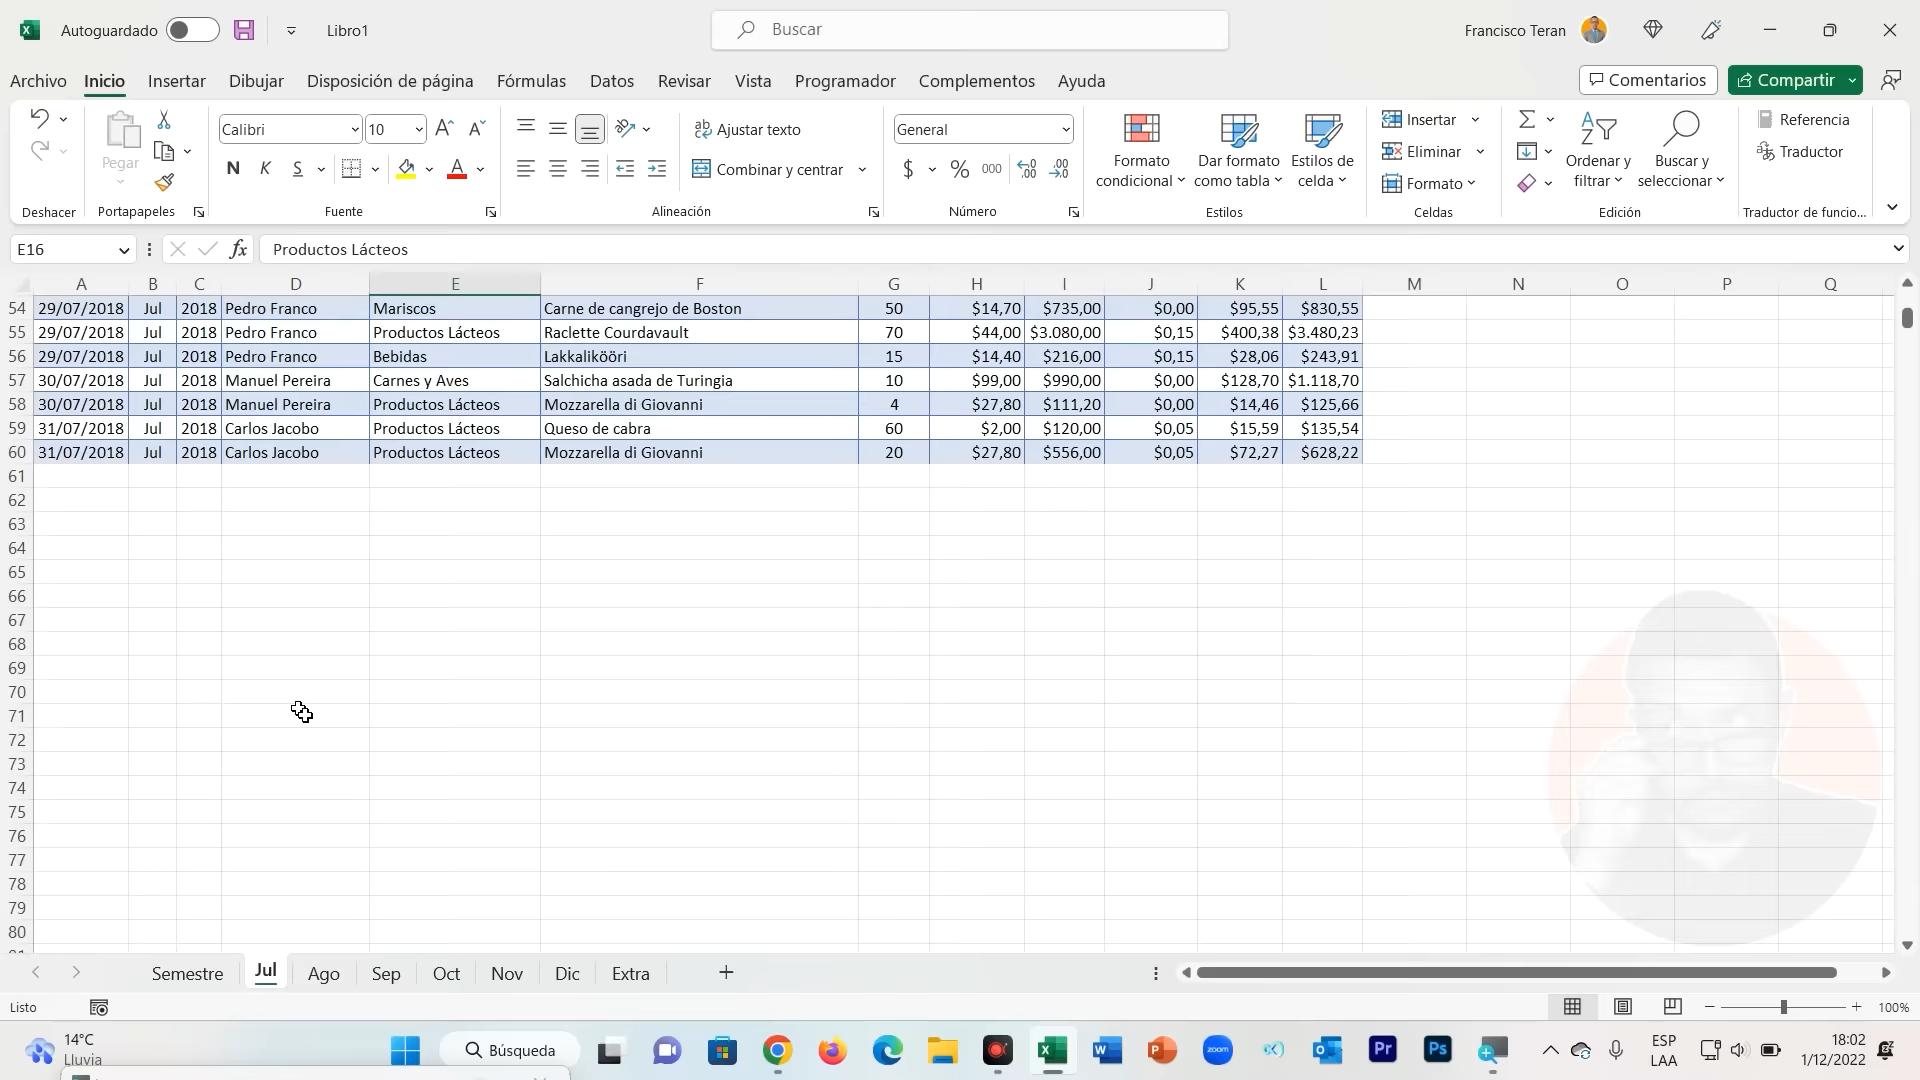 Autoguardado Libro1 Buscar Francisco Teran
Archivo Inicio Insertar Dibujar Disposición de página Fórmulas Datos Revisar Vista Programador Complementos Ayuda Comentarios Compartir
Pegar
Deshacer Portapapeles
Calibri 10
N K S
Fuente
Ajustar texto
Combinar y centrar
Alineación
General
$ % 000
Número
Formato condicional
Dar formato como tabla
Estilos de celda
Estilos
Insertar
Eliminar
Formato
Celdas
Ordenar y filtrar
Buscar y seleccionar
Edición
Referencia
Traductor
Traductor de funcio...
E16 fx Productos Lácteos
A B C D E F G H I J K L M N O P Q
54 29/07/2018 Jul 2018 Pedro Franco Mariscos Carne de cangrejo de Boston 50 $14,70 $735,00 $0,00 $95,55 $830,55
55 29/07/2018 Jul 2018 Pedro Franco Productos Lácteos Raclette Courdavault 70 $44,00 $3.080,00 $0,15 $400,38 $3.480,23
56 29/07/2018 Jul 2018 Pedro Franco Bebidas Lakkalikööri 15 $14,40 $216,00 $0,15 $28,06 $243,91
57 30/07/2018 Jul 2018 Manuel Pereira Carnes y Aves Salchicha asada de Turingia 10 $99,00 $990,00 $0,00 $128,70 $1.118,70
58 30/07/2018 Jul 2018 Manuel Pereira Productos Lácteos Mozzarella di Giovanni 4 $27,80 $111,20 $0,00 $14,46 $125,66
59 31/07/2018 Jul 2018 Carlos Jacobo Productos Lácteos Queso de cabra 60 $2,00 $120,00 $0,05 $15,59 $135,54
60 31/07/2018 Jul 2018 Carlos Jacobo Productos Lácteos Mozzarella di Giovanni 20 $27,80 $556,00 $0,05 $72,27 $628,22
61
62
63
64
65
66
67
68
69
70
71
72
73
74
75
76
77
78
79
80
Semestre Jul Ago Sep Oct Nov Dic Extra
Listo 100%
14°C
Lluvia
Búsqueda
zoom
Pr
Ps
ESP
LAA
18:02
1/12/2022